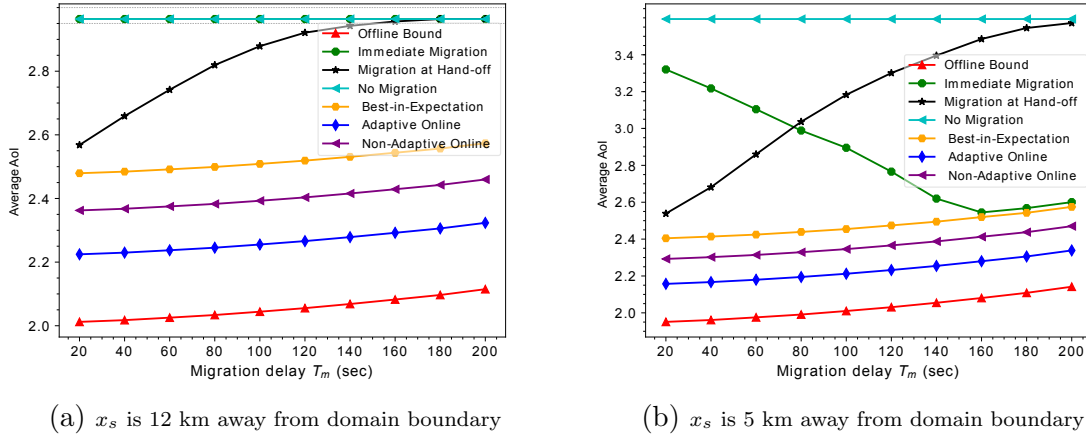 2.8
2.6
2.4
2.2
2.0
Average AoI
20 40 60 80 100 120 140 160 180 200
Migration delay T_m (sec)
Offline Bound
Immediate Migration
Migration at Hand-off
No Migration
Best-in-Expectation
Adaptive Online
Non-Adaptive Online
(a) x_s is 12 km away from domain boundary
3.4
3.2
3.0
2.8
2.6
2.4
2.2
2.0
Average AoI
20 40 60 80 100 120 140 160 180 200
Migration delay T_m (sec)
Offline Bound
Immediate Migration
Migration at Hand-off
No Migration
Best-in-Expectation
Adaptive Online
Non-Adaptive Online
(b) x_s is 5 km away from domain boundary